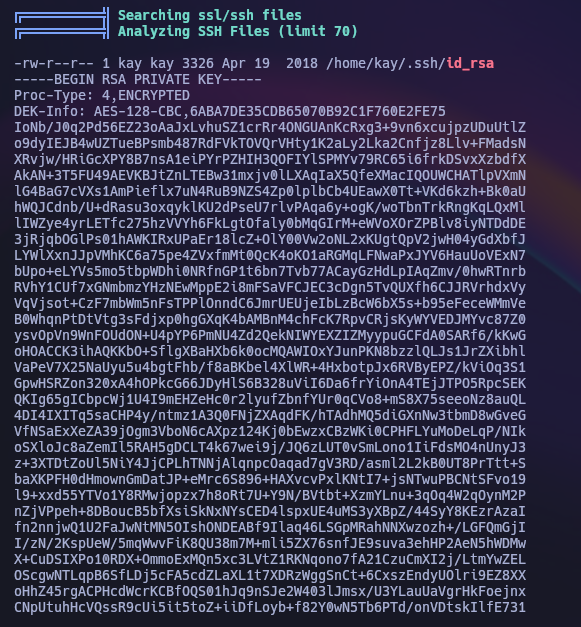 Searching ssl/ssh files
Analyzing SSH Files (limit 70)
-rw-r--r-- 1 kay kay 3326 Apr 19  2018 /home/kay/.ssh/id_rsa
-----BEGIN RSA PRIVATE KEY-----
Proc-Type: 4,ENCRYPTED
DEK-Info: AES-128-CBC,6ABA7DE35CDB65070B92C1F760E2FE75
IoNb/J0q2Pd56EZ23oAaJxLvhuSZ1crRr4ONGUAnKcRxg3+9vn6xcujpzUDuUtlZ
o9dyIEJB4wUZTueBPsmb487RdFVkTOVQrVHty1K2aLy2Lka2Cnfjz8Llv+FMadsN
XRvjw/HRiGcXPY8B7nsA1eiPYrPZHIH3QOFIYlSPMYv79RC65i6frkDSvxXzbdfX
AkAN+3T5FU49AEVKBJtZnLTEBw31mxjv0lLXAqIaX5QfeXMacIQOUWCHATlpVXmN
lG4BaG7cVXs1AmPieflx7uN4RuB9NZS4Zp0lplbCb4UEawX0Tt+VKd6kzh+Bk0aU
hWQJCdnb/U+dRasu3oxqyklKU2dPseU7rlvPAqa6y+ogK/woTbnTrkRngKqLQxMl
lIWZye4yrLETfc275hzVVYh6FkLgtOfaly0bMqGIrM+eWVoXOrZPBlv8iyNTDdDE
3jRjqbOGlPs01hAWKIRxUPaEr18lcZ+OlY00Vw2oNL2xKUgtQpV2jwH04yGdXbfJ
LYWlXxnJJpVMhKC6a75pe4ZVxfmMt0QcK4oKO1aRGMqLFNwaPxJYV6HauUoVExN7
bUpo+eLYVs5mo5tbpWDhi0NRfnGP1t6bn7Tvb77ACayGzHdLpIAqZmv/0hwRTnrb
RVhY1CUf7xGNmbmzYHzNEwMppE2i8mFSaVFCJEC3cDgn5TvQUXfh6CJJRVrhdxVy
VqVjsot+CzF7mbWm5nFsTPPlOnndC6JmrUEUjeIbLzBcW6bX5s+b95eFeceWMmVe
B0WhqnPtDtVtg3sFdjxp0hgGXqK4bAMBnM4chFcK7RpvCRjsKyWYVEDJMYvc87Z0
ysvOpVn9WnFOUdON+U4pYP6PmNU4Zd2QekNIWYEXZIZMyypuGCFdA0SARf6/kKwG
oHOACCK3ihAQKKbO+SflgXBaHXb6k0ocMQAWIOxYJunPKN8bzzlQLJs1JrZXibhl
VaPeV7X25NaUyu5u4bgtFhb/f8aBKbel4XlWR+4HxbotpJx6RVByEPZ/kViOq3S1
GpwHSRZon320xA4hOPkcG66JDyHlS6B328uViI6Da6frYiOnA4TEjJTPO5RpcSEK
QKIg65gICbpcWj1U4I9mEHZeHc0r2lyufZbnfYUr0qCVo8+mS8X75seeoNz8auQL
4DI4IXITq5saCHP4y/ntmz1A3Q0FNjZXAqdFK/hTAdhMQ5diGXnNw3tbmD8wGveG
VfNSaExXeZA39jOgm3VboN6cAXpz124Kj0bEwzxCBzWKi0CPHFLYuMoDeLqP/NIk
oSXloJc8aZemIl5RAH5gDCLT4k67wei9j/JQ6zLUT0vSmLono1IiFdsMO4nUnyJ3
z+3XTDtZoUl5NiY4JjCPLhTNNjAlqnpcOaqad7gV3RD/asml2L2kB0UT8PrTtt+S
baXKPFH0dHmownGmDatJP+eMrc6S896+HAXvcvPxlKNtI7+jsNTwuPBCNtSFvo19
l9+xxd55YTVo1Y8RMwjopzx7h8oRt7U+Y9N/BVtbt+XzmYLnu+3qOq4W2qOynM2P
nZjVPpeh+8DBoucB5bfXsiSkNxNYsCED4lspxUE4uMS3yXBpZ/44SyY8KEzrAzaI
fn2nnjwQ1U2FaJwNtMN5OIshONDEABf9Ilaq46LSGpMRahNNXwzozh+/LGFQmGjI
I/zN/2KspUeW/5mqWwvFiK8QU38m7M+mli5ZX76snfJE9suva3ehHP2AeN5hWDMw
X+CuDSIXPo10RDX+OmmoExMQn5xc3LVtZ1RKNqono7fA21CzuCmXI2j/LtmYwZEL
OScgwNTLqpB6SfLDj5cFA5cdZLaXL1t7XDRzWggSnCt+6CxszEndyUOlri9EZ8XX
oHhZ45rgACPHcdWcrKCBfOQS01hJq9nSJe2W403lJmsx/U3YLauUaVgrHkFoejnx
CNpUtuhHcVQssR9cUi5it5toZ+iiDfLoyb+f82Y0wN5Tb6PTd/onVDtskIlfE731